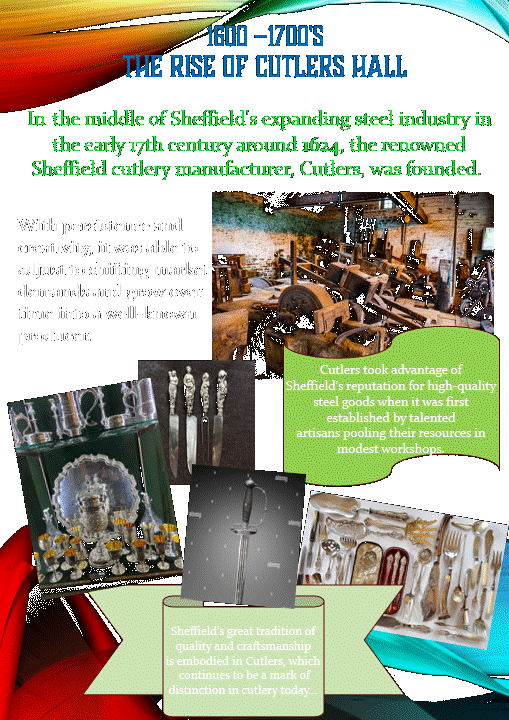 1600 –1700'S
THE RISE OF CUTLERS HALL
In the middle of Sheffield's expanding steel industry in
the early 17th century around 1624, the renowned
Sheffield cutlery manufacturer, Cutlers, was founded.
With persistence and
creativity, it was able to
adjust to shifting market
demands and grow over
time into a well-known
producer.
Cutlers took advantage of
Sheffield's reputation for high-quality
steel goods when it was first
established by talented
artisans pooling their resources in
modest workshops.
Sheffield's great tradition of
quality and craftsmanship
is embodied in Cutlers, which
continues to be a mark of
distinction in cutlery today...